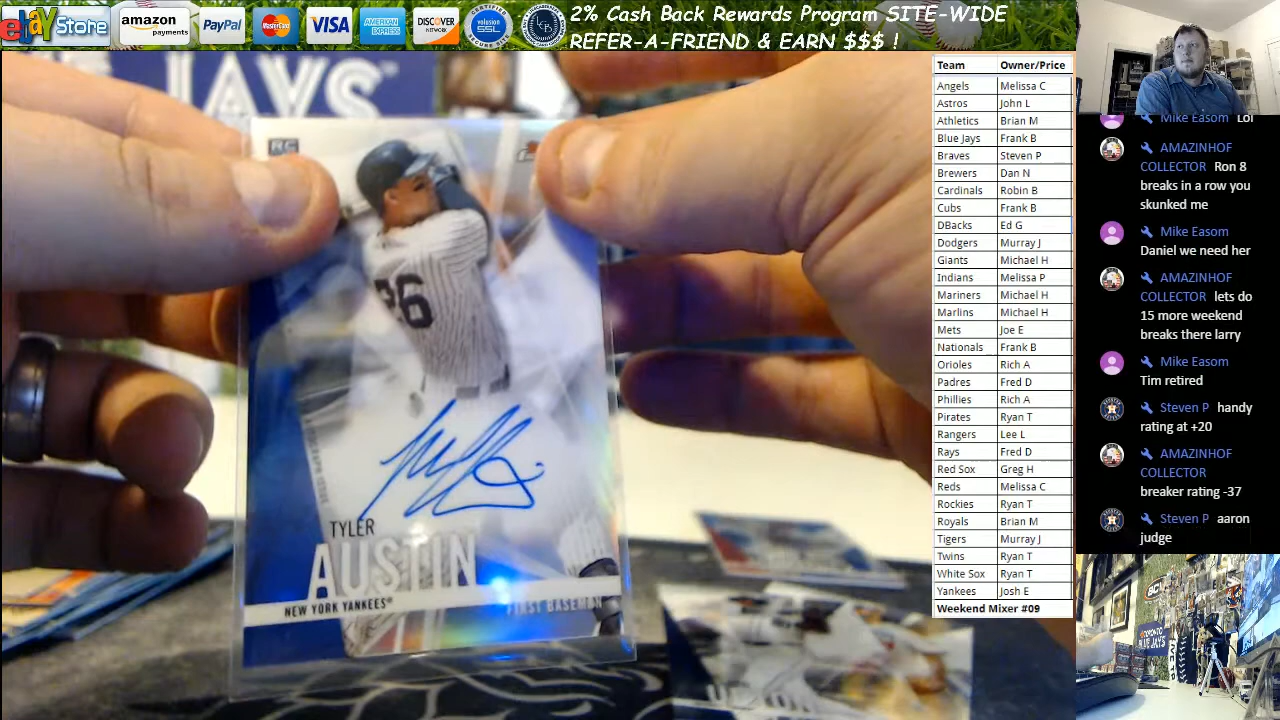 ebay Store
amazon
payments
PayPal
MasterCard
VISA
AMERICAN
EXPRESS
DISCOVER
NETWORK
CERTIFIED
volusion
SSL
2% Cash Back Rewards Program SITE-WIDE
REFER-A-FRIEND & EARN $$$ !
JAYS
RC
26
TYLER
AUSTIN
NEW YORK YANKEES®
FIRST BASEMAN
Team Owner/Price
Angels Melissa C
Astros John L
Athletics Brian M
Blue Jays Frank B
Braves Steven P
Brewers Dan N
Cardinals Robin B
Cubs Frank B
DBacks Ed G
Dodgers Murray J
Giants Michael H
Indians Melissa P
Mariners Michael H
Marlins Michael H
Mets Joe E
Nationals Frank B
Orioles Rich A
Padres Fred D
Phillies Rich A
Pirates Ryan T
Rangers Lee L
Rays Fred D
Red Sox Greg H
Reds Melissa C
Rockies Ryan T
Royals Brian M
Tigers Murray J
Twins Ryan T
White Sox Ryan T
Yankees Josh E
Weekend Mixer #09
Mike Easom Lol
AMAZINHOF
COLLECTOR Ron 8
breaks in a row you
skunked me
Mike Easom
Daniel we need her
AMAZINHOF
COLLECTOR lets do
15 more weekend
breaks there larry
Mike Easom
Tim retired
Steven P handy
rating at +20
AMAZINHOF
COLLECTOR
breaker rating -37
Steven P aaron
judge